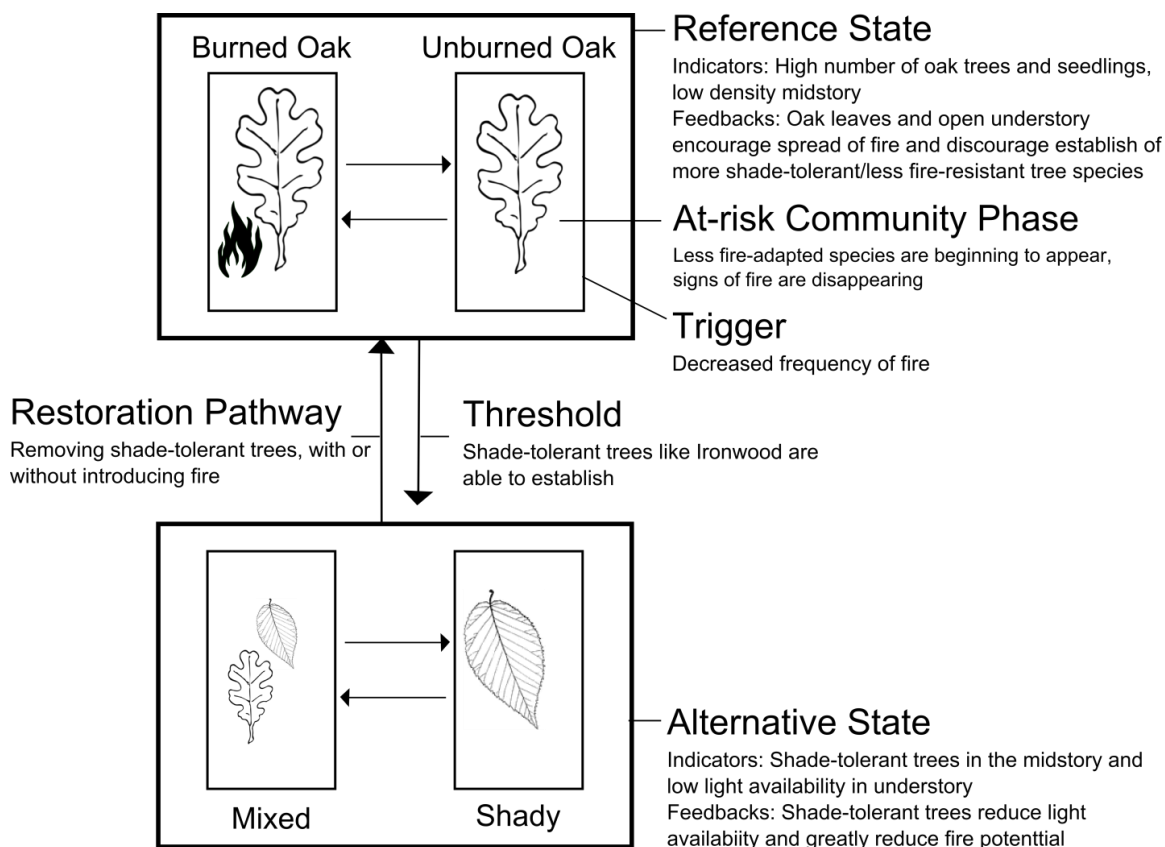 Burned Oak
Unburned Oak
Reference State
Indicators: High number of oak trees and seedlings,
low density midstory
Feedbacks: Oak leaves and open understory
encourage spread of fire and discourage establish of
more shade-tolerant/less fire-resistant tree species
At-risk Community Phase
Less fire-adapted species are beginning to appear,
signs of fire are disappearing
Trigger
Decreased frequency of fire
Restoration Pathway
Removing shade-tolerant trees, with or
without introducing fire
Threshold
Shade-tolerant trees like Ironwood are
able to establish
Mixed
Shady
Alternative State
Indicators: Shade-tolerant trees in the midstory and
low light availability in understory
Feedbacks: Shade-tolerant trees reduce light
availabiity and greatly reduce fire potenttial